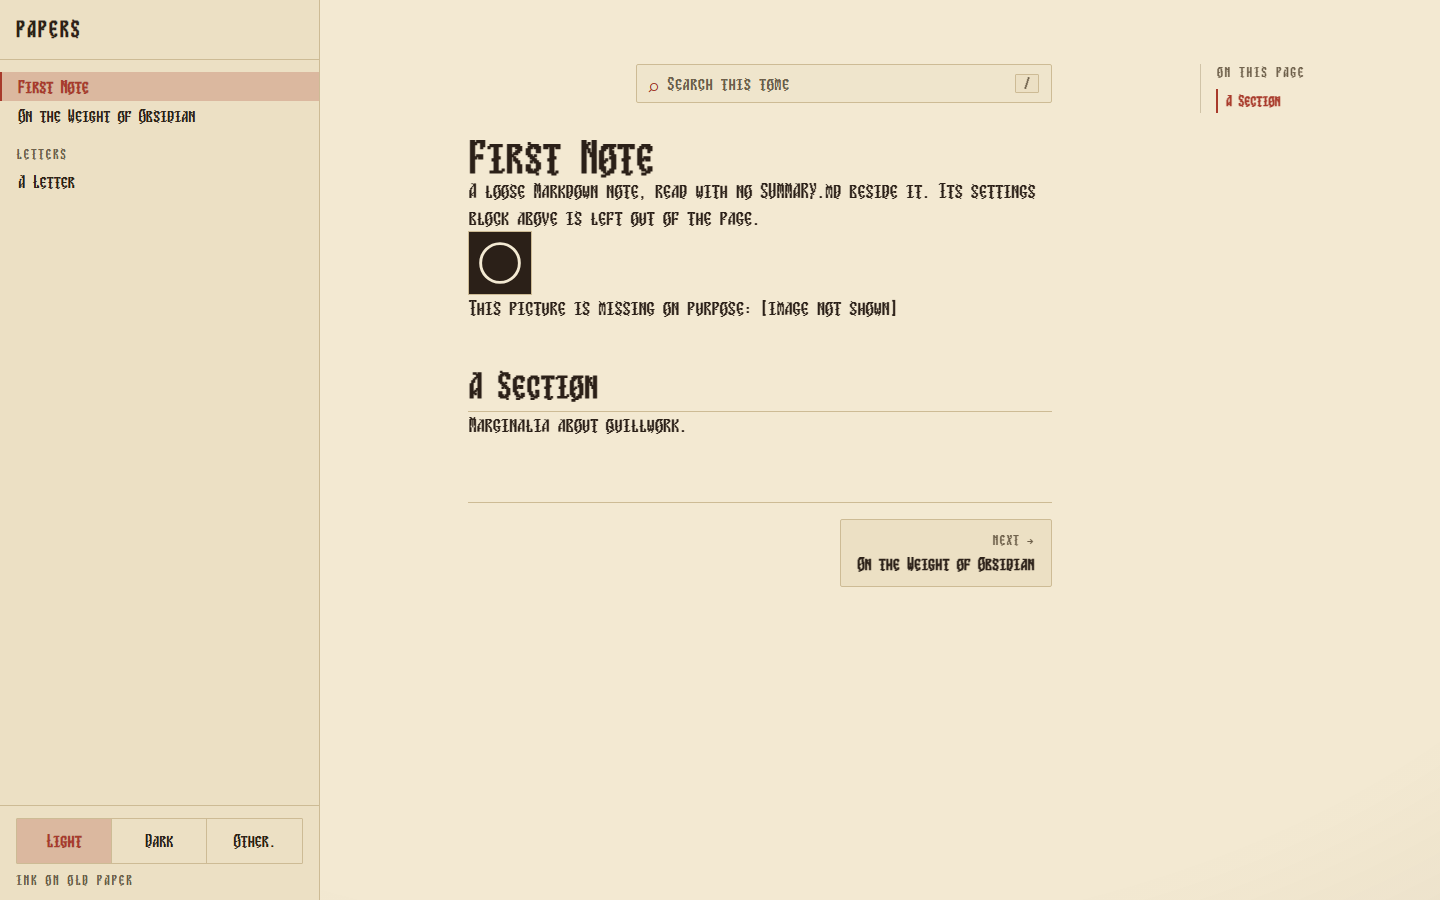 PAPERS
First Note
On the Weight of Obsidian
LETTERS
A Letter
Light
Dark
Other.
INK ON OLD PAPER
Search this tome
/
First Note
A loose Markdown note, read with no SUMMARY.md beside it. Its settings
block above is left out of the page.
This picture is missing on purpose: [image not shown]
A Section
Marginalia about quillwork.
NEXT →
On the Weight of Obsidian
ON THIS PAGE
A Section